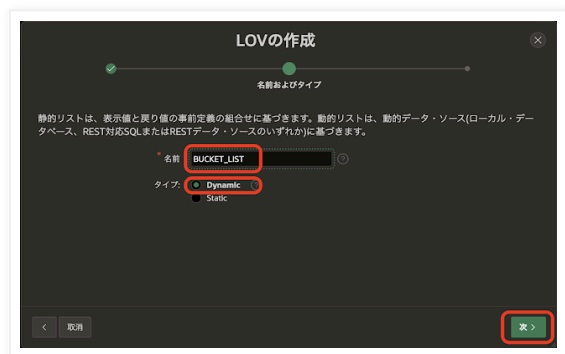 LOVの作成
名前およびタイプ
静的リストは、表示値と戻り値の事前定義の組合せに基づきます。動的リストは、動的データ・ソース(ローカル・デー
タベース、REST対応SQLまたはRESTデータ・ソースのいずれか)に基づきます。
* 名前 BUCKET_LIST ?
タイプ: Dynamic ?
Static
取消 次